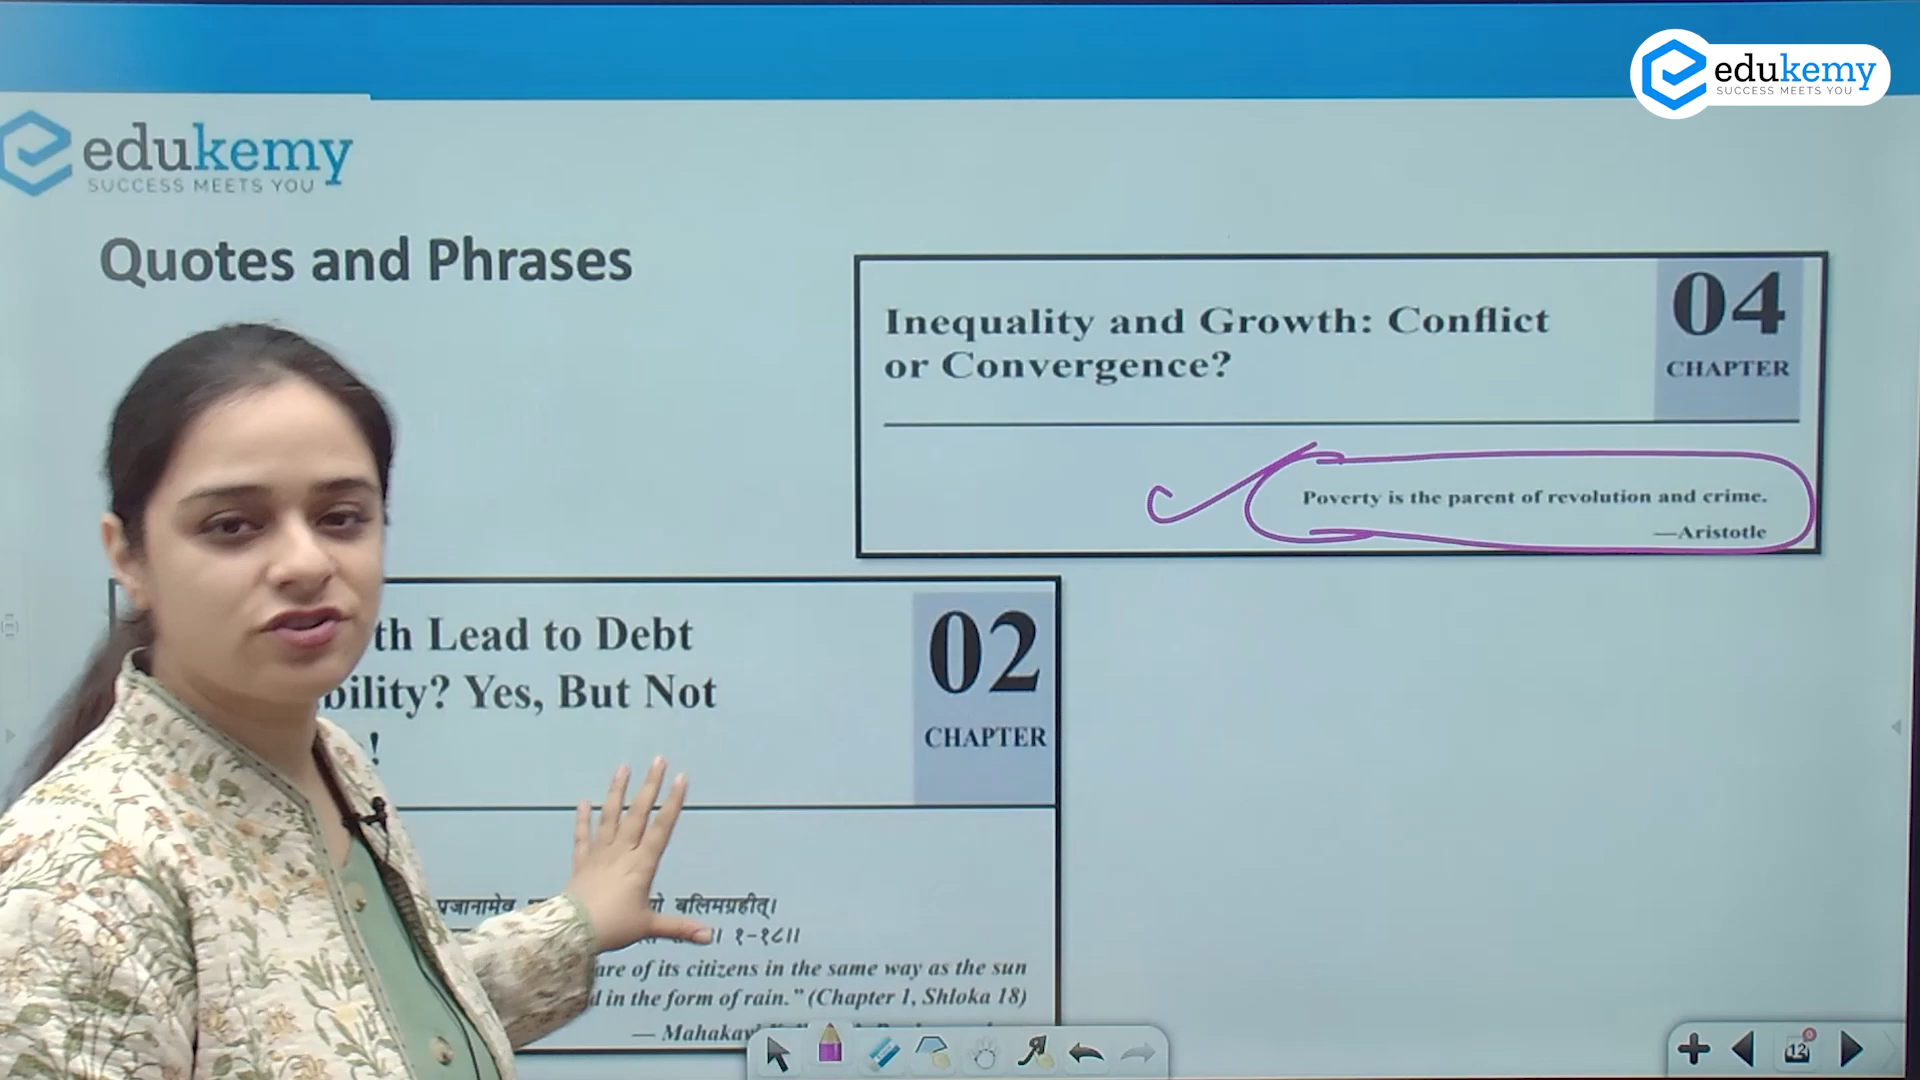 edukemy
SUCCESS MEETS YOU
edukemy
SUCCESS MEETS YOU
Quotes and Phrases
Inequality and Growth: Conflict
or Convergence?
04
CHAPTER
Poverty is the parent of revolution and crime.
—Aristotle
th Lead to Debt
bility? Yes, But Not
!
02
CHAPTER
प्रजानामेव
बलिमग्रहीत्।
॥ १-१८॥
are of its citizens in the same way as the sun
d in the form of rain." (Chapter 1, Shloka 18)
— Mahakav
12